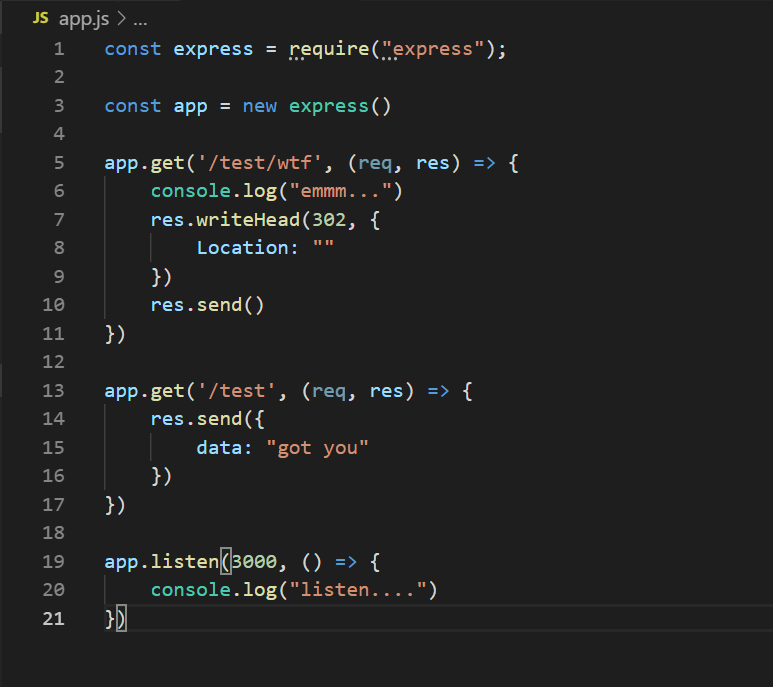 JS app.js > ...
1 const express = require("express");
2
3 const app = new express()
4
5 app.get('/test/wtf', (req, res) => {
6     console.log("emmm...")
7     res.writeHead(302, {
8         Location: ""
9     })
10     res.send()
11 })
12
13 app.get('/test', (req, res) => {
14     res.send({
15         data: "got you"
16     })
17 })
18
19 app.listen(3000, () => {
20     console.log("listen....")
21 })